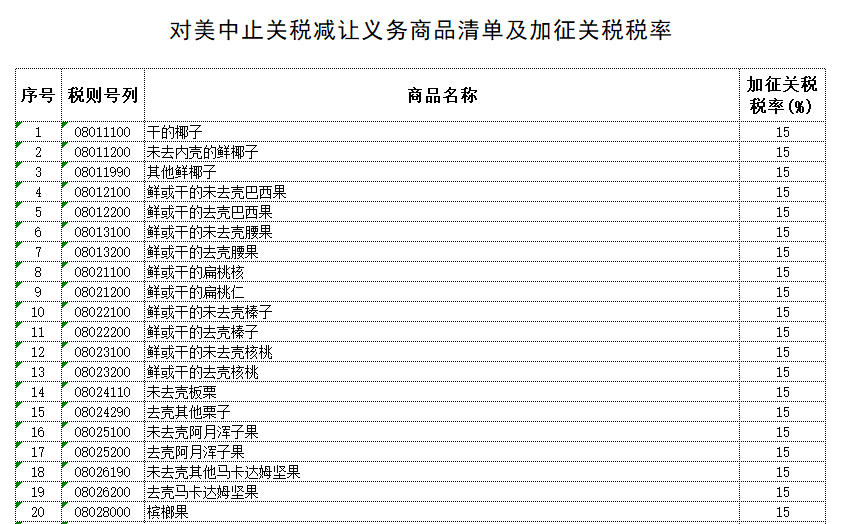 对美中止关税减让义务商品清单及加征关税税率
序号 税则号列 商品名称 加征关税税率(%)
1 08011100 干的椰子 15
2 08011200 未去内壳的鲜椰子 15
3 08011990 其他鲜椰子 15
4 08012100 鲜或干的未去壳巴西果 15
5 08012200 鲜或干的去壳巴西果 15
6 08013100 鲜或干的未去壳腰果 15
7 08013200 鲜或干的去壳腰果 15
8 08021100 鲜或干的扁桃核 15
9 08021200 鲜或干的扁桃仁 15
10 08022100 鲜或干的未去壳榛子 15
11 08022200 鲜或干的去壳榛子 15
12 08023100 鲜或干的未去壳核桃 15
13 08023200 鲜或干的去壳核桃 15
14 08024110 未去壳板栗 15
15 08024290 去壳其他栗子 15
16 08025100 未去壳阿月浑子果 15
17 08025200 去壳阿月浑子果 15
18 08026190 未去壳其他马卡达姆坚果 15
19 08026200 去壳马卡达姆坚果 15
20 08028000 槟榔果 15